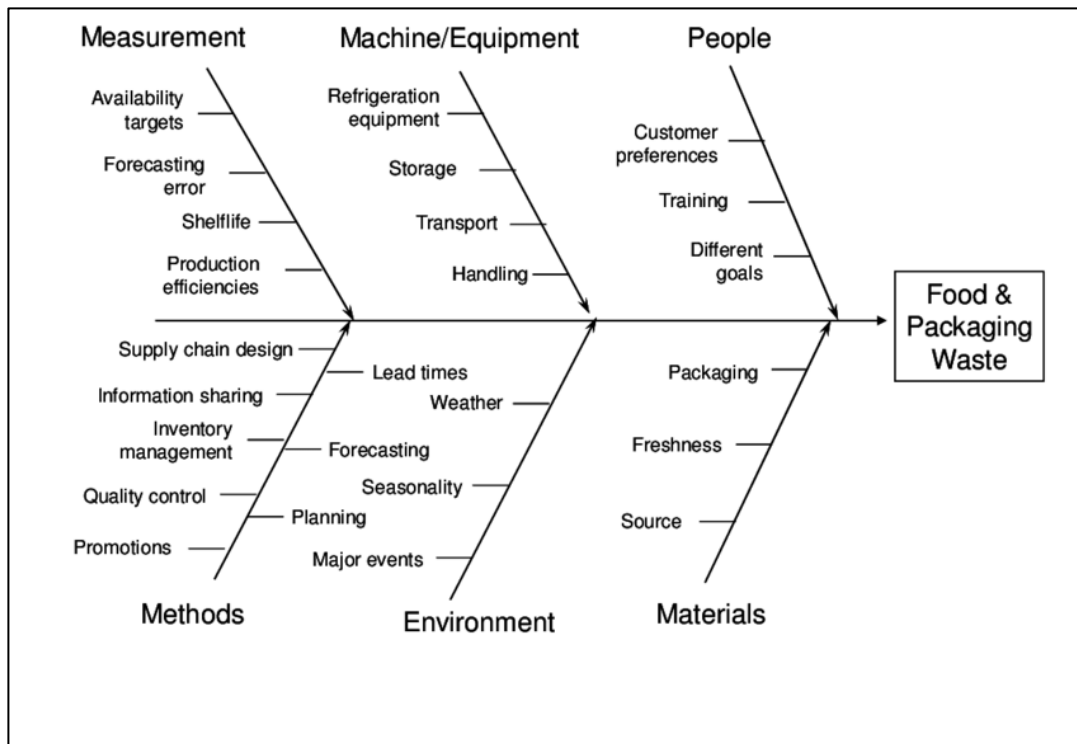 Measurement
Availability
targets
Forecasting
error
Shelflife
Production
efficiencies
Machine/Equipment
Refrigeration
equipment
Storage
Transport
Handling
People
Customer
preferences
Training
Different
goals
Food &
Packaging
Waste
Supply chain design
Lead times
Information sharing
Inventory
management
Forecasting
Quality control
Planning
Promotions
Methods
Weather
Seasonality
Major events
Environment
Packaging
Freshness
Source
Materials